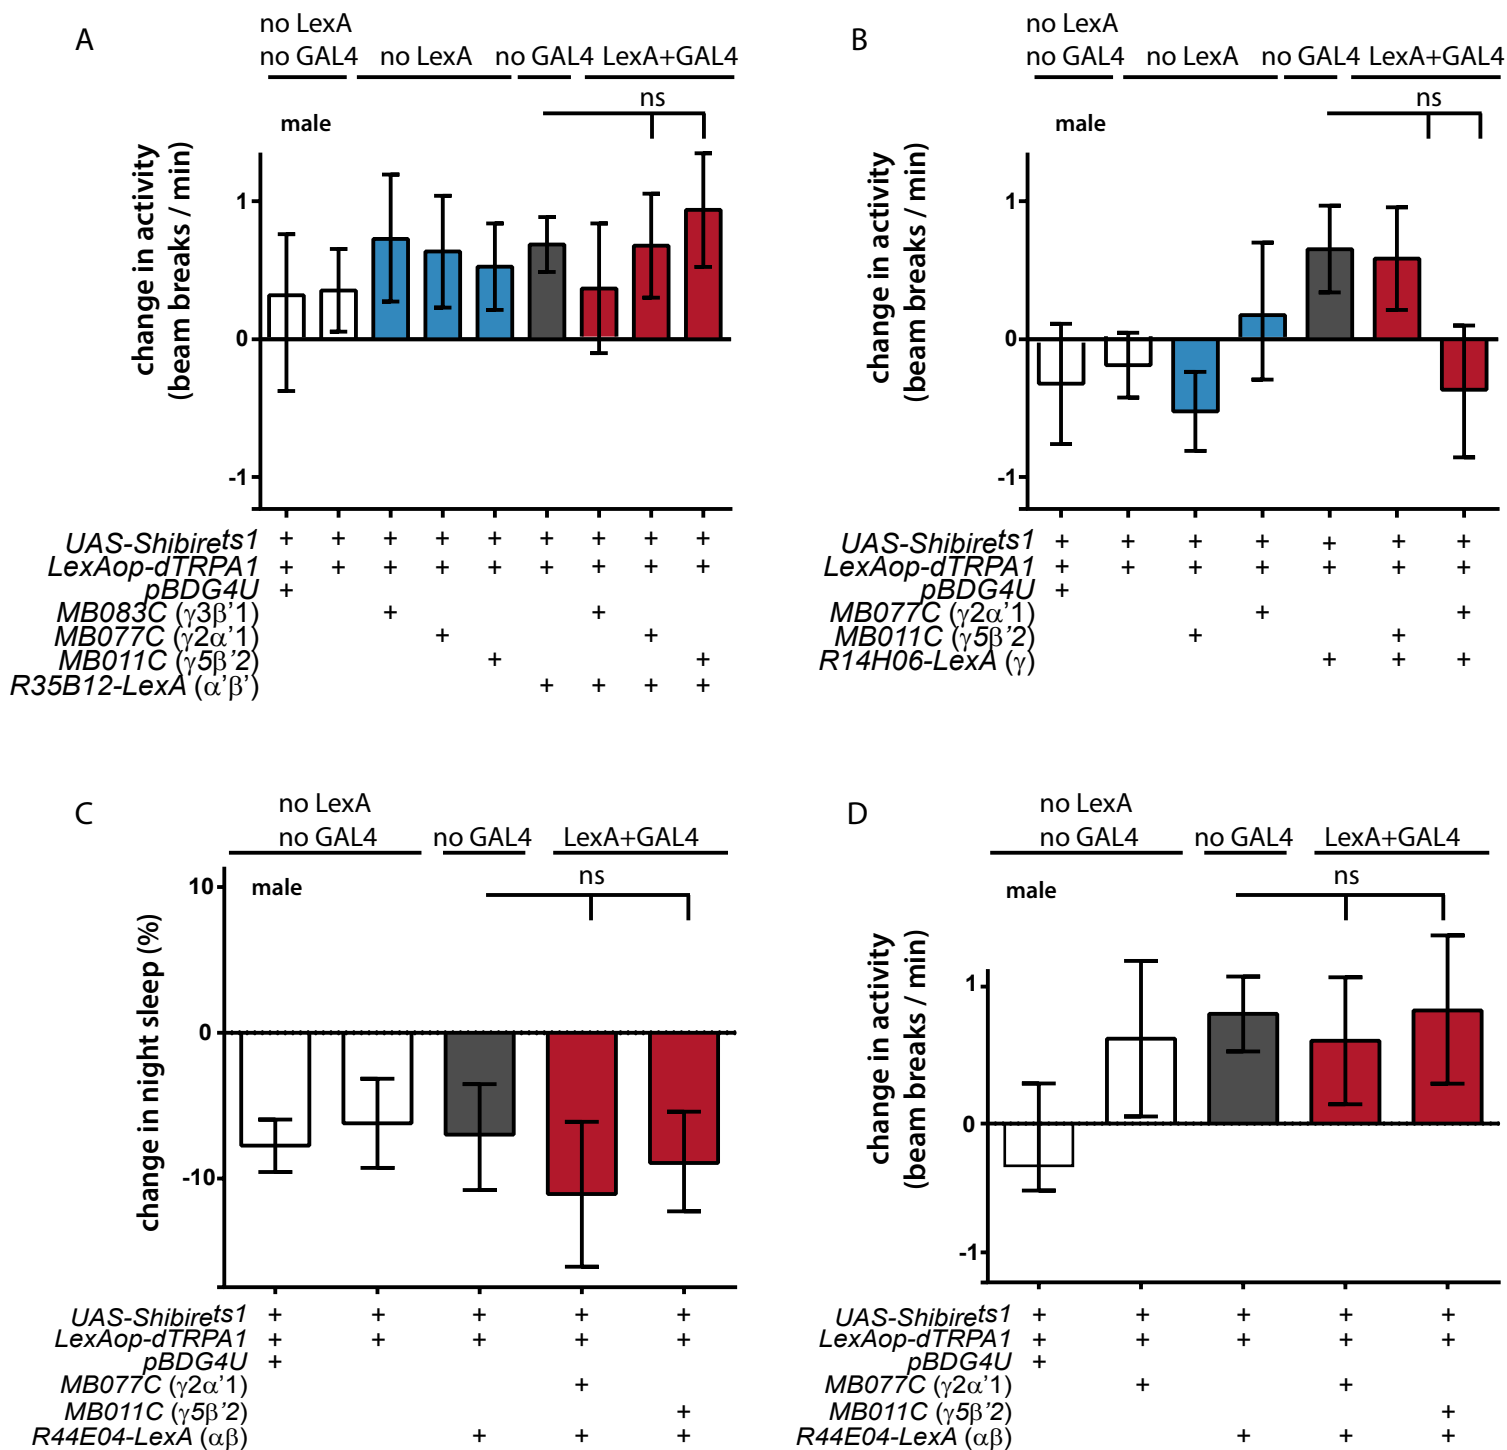 A
no LexA
no GAL4 no LexA no GAL4 LexA+GAL4
ns
male
change in activity
(beam breaks / min)
1
0
-1
UAS-Shibirets1 + + + + + + + + +
LexAop-dTRPA1 + + + + + + + + +
pBDG4U +
MB083C (γ3β'1) + +
MB077C (γ2α'1) + +
MB011C (γ5β'2) + +
R35B12-LexA (α'β') + + + +
B
no LexA
no GAL4 no LexA no GAL4 LexA+GAL4
ns
male
change in activity
(beam breaks / min)
1
0
-1
UAS-Shibirets1 + + + + + + +
LexAop-dTRPA1 + + + + + + +
pBDG4U +
MB077C (γ2α'1) + +
MB011C (γ5β'2) + +
R14H06-LexA (γ) + + +
C
no LexA
no GAL4 no GAL4 LexA+GAL4
ns
male
change in night sleep (%)
10
0
-10
UAS-Shibirets1 + + + + +
LexAop-dTRPA1 + + + + +
pBDG4U +
MB077C (γ2α'1) +
MB011C (γ5β'2) +
R44E04-LexA (αβ) + + +
D
no LexA
no GAL4 no GAL4 LexA+GAL4
ns
male
change in activity
(beam breaks / min)
1
0
-1
UAS-Shibirets1 + + + + +
LexAop-dTRPA1 + + + + +
pBDG4U +
MB077C (γ2α'1) + +
MB011C (γ5β'2) +
R44E04-LexA (αβ) + + +